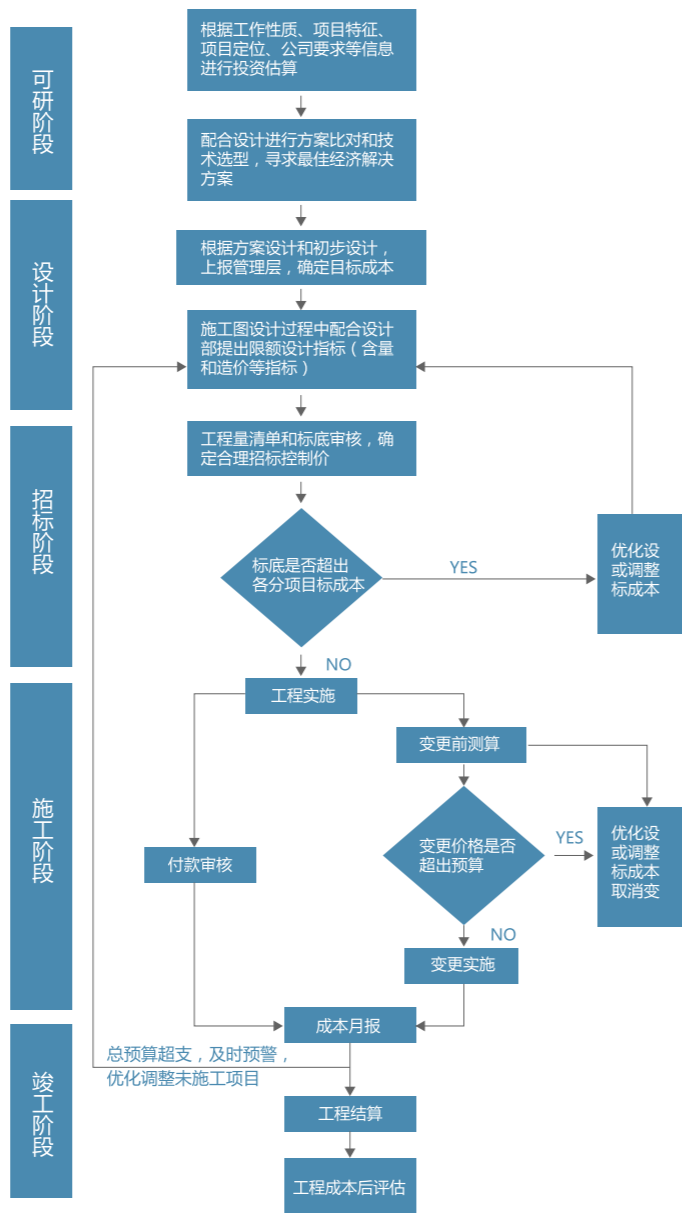 可研阶段
根据工作性质、项目特征、
项目定位、公司要求等信息
进行投资估算
配合设计进行方案比对和技
术选型，寻求最佳经济解决
方案
设计阶段
根据方案设计和初步设计，
上报管理层，确定目标成本
施工图设计过程中配合设计
部提出限额设计指标（含量
和造价等指标）
招标阶段
工程量清单和标底审核，确
定合理招标控制价
标底是否超出
各分项目标成本
YES
优化设
或调整
标成本
NO
施工阶段
工程实施
变更前测算
付款审核
变更价格是否
超出预算
YES
优化设
或调整
标成本
取消变
NO
变更实施
成本月报
竣工阶段
总预算超支，及时预警，
优化调整未施工项目
工程结算
工程成本后评估